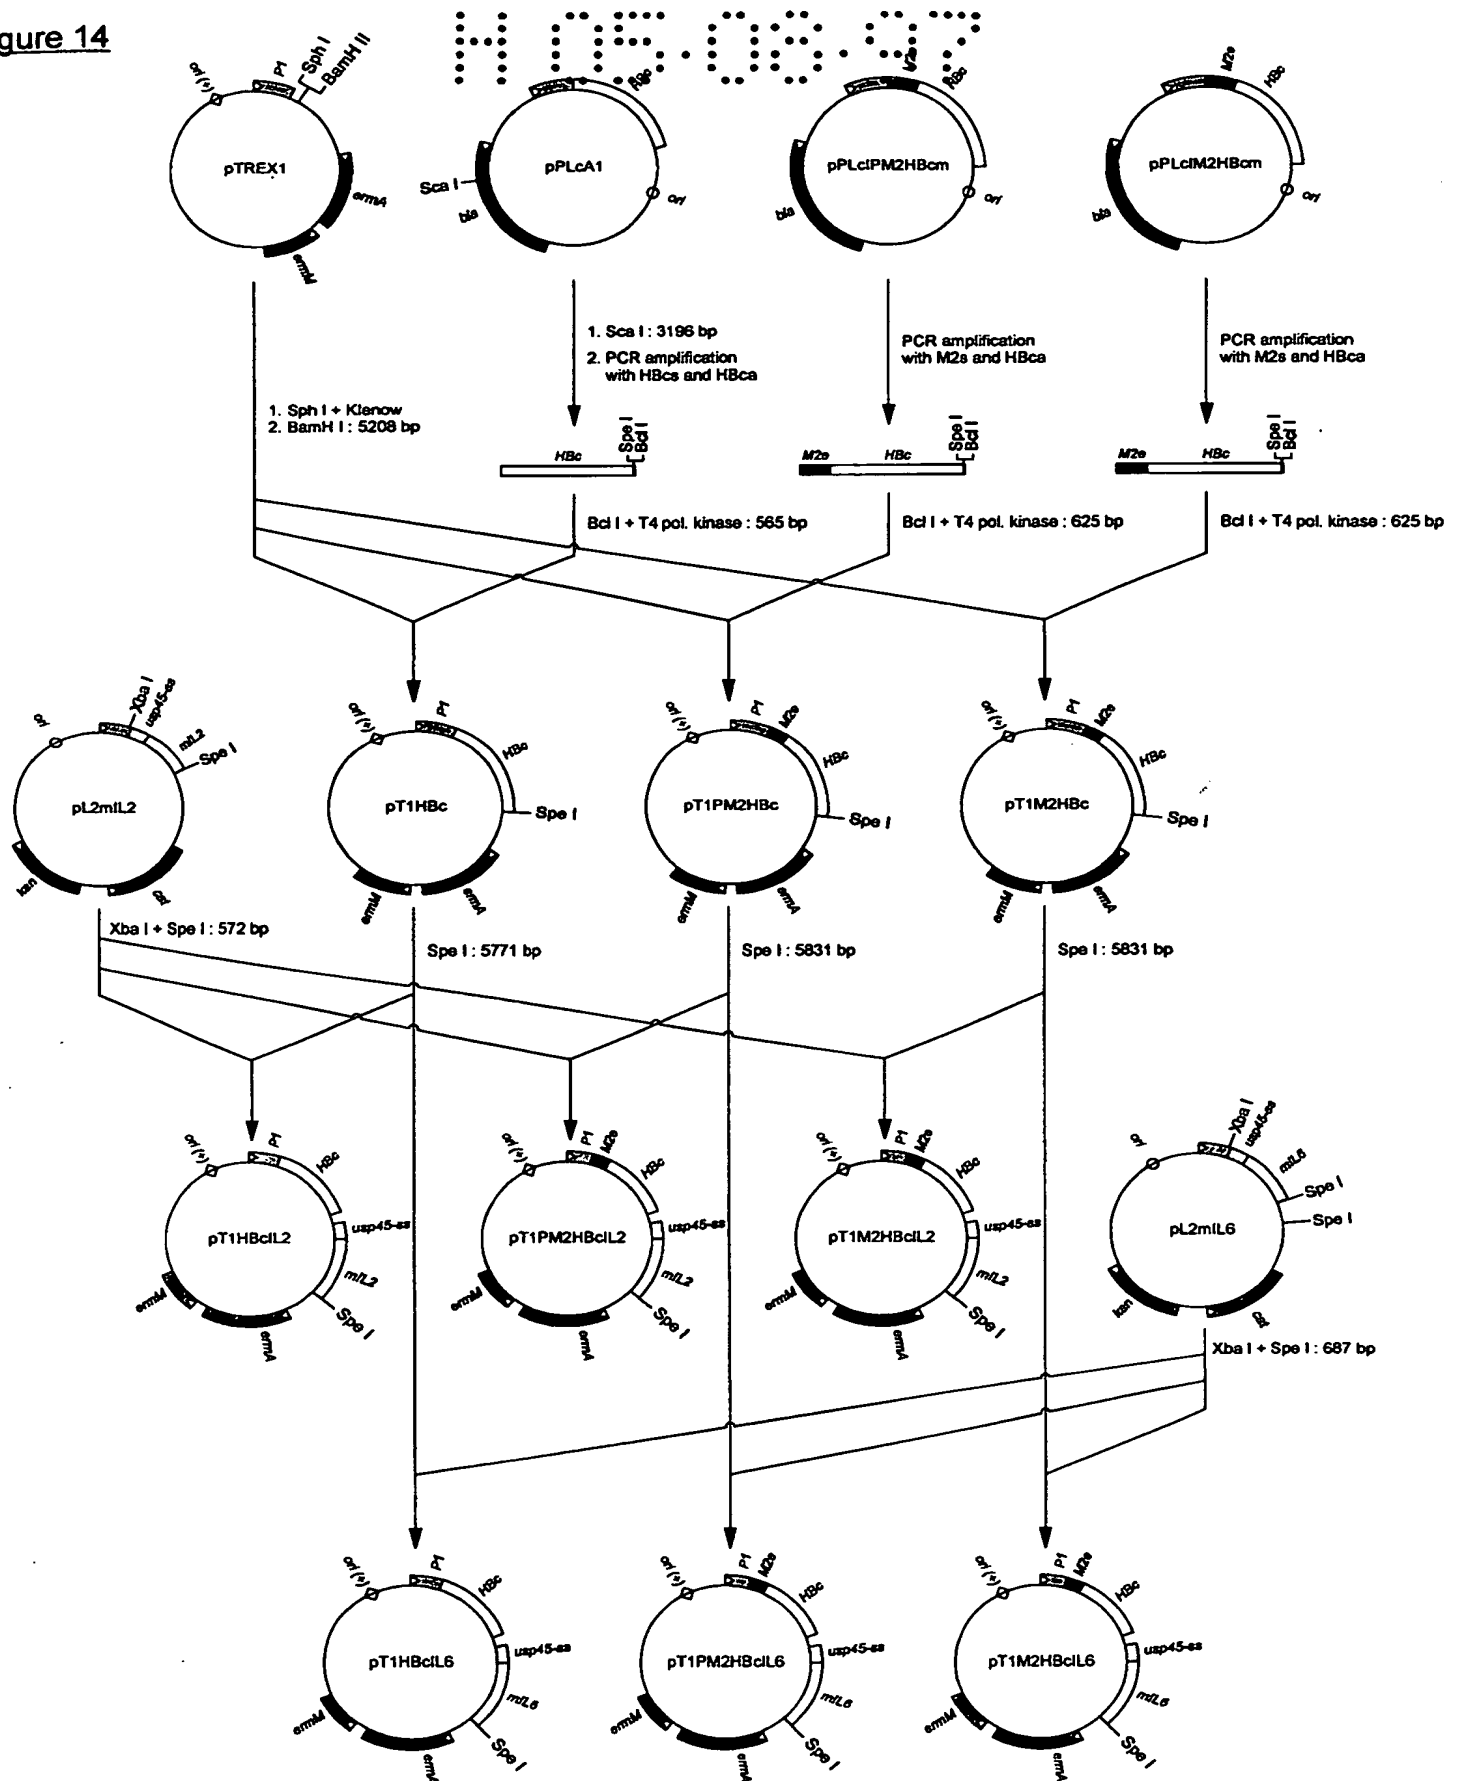 gure 14
H 05·08·97
ori (+)
P1
Sph I
BamH II
pTREX1
ermA
ermM
HBc
pPLcA1
Sca I
bla
ori
M2e
HBc
pPLcIPM2HBcm
bla
ori
M2e
HBc
pPLcIM2HBcm
bla
ori
1. Sca I : 3196 bp
2. PCR amplification
with HBcs and HBca
PCR amplification
with M2s and HBca
PCR amplification
with M2s and HBca
1. Sph I + Klenow
2. BamH I : 5208 bp
HBc
Spe I
Bcl I
M2e
HBc
Spe I
Bcl I
M2e
HBc
Spe I
Bcl I
Bcl I + T4 pol. kinase : 565 bp
Bcl I + T4 pol. kinase : 625 bp
Bcl I + T4 pol. kinase : 625 bp
ori
Xba I
usp45-ss
mIL2
Spe I
pL2mIL2
kan
cat
ori (+)
P1
HBc
Spe I
pT1HBc
ermM
ermA
ori (+)
P1
M2e
HBc
Spe I
pT1PM2HBc
ermM
ermA
ori (+)
P1
M2e
HBc
Spe I
pT1M2HBc
ermM
ermA
Xba I + Spe I : 572 bp
Spe I : 5771 bp
Spe I : 5831 bp
Spe I : 5831 bp
ori (+)
P1
HBc
usp45-ss
pT1HBcIL2
mIL2
Spe I
ermM
ermA
ori (+)
P1
M2e
HBc
usp45-ss
pT1PM2HBcIL2
mIL2
Spe I
ermM
ermA
ori (+)
P1
M2e
HBc
usp45-ss
pT1M2HBcIL2
mIL2
Spe I
ermM
ermA
ori
Xba I
usp45-ss
mIL6
Spe I
Spe I
pL2mIL6
kan
cat
Xba I + Spe I : 687 bp
ori (+)
P1
HBc
usp45-ss
pT1HBcIL6
mIL6
Spe I
ermM
ermA
ori (+)
P1
M2e
HBc
usp45-ss
pT1PM2HBcIL6
mIL6
Spe I
ermM
ermA
ori (+)
P1
M2e
HBc
usp45-ss
pT1M2HBcIL6
mIL6
Spe I
ermM
ermA